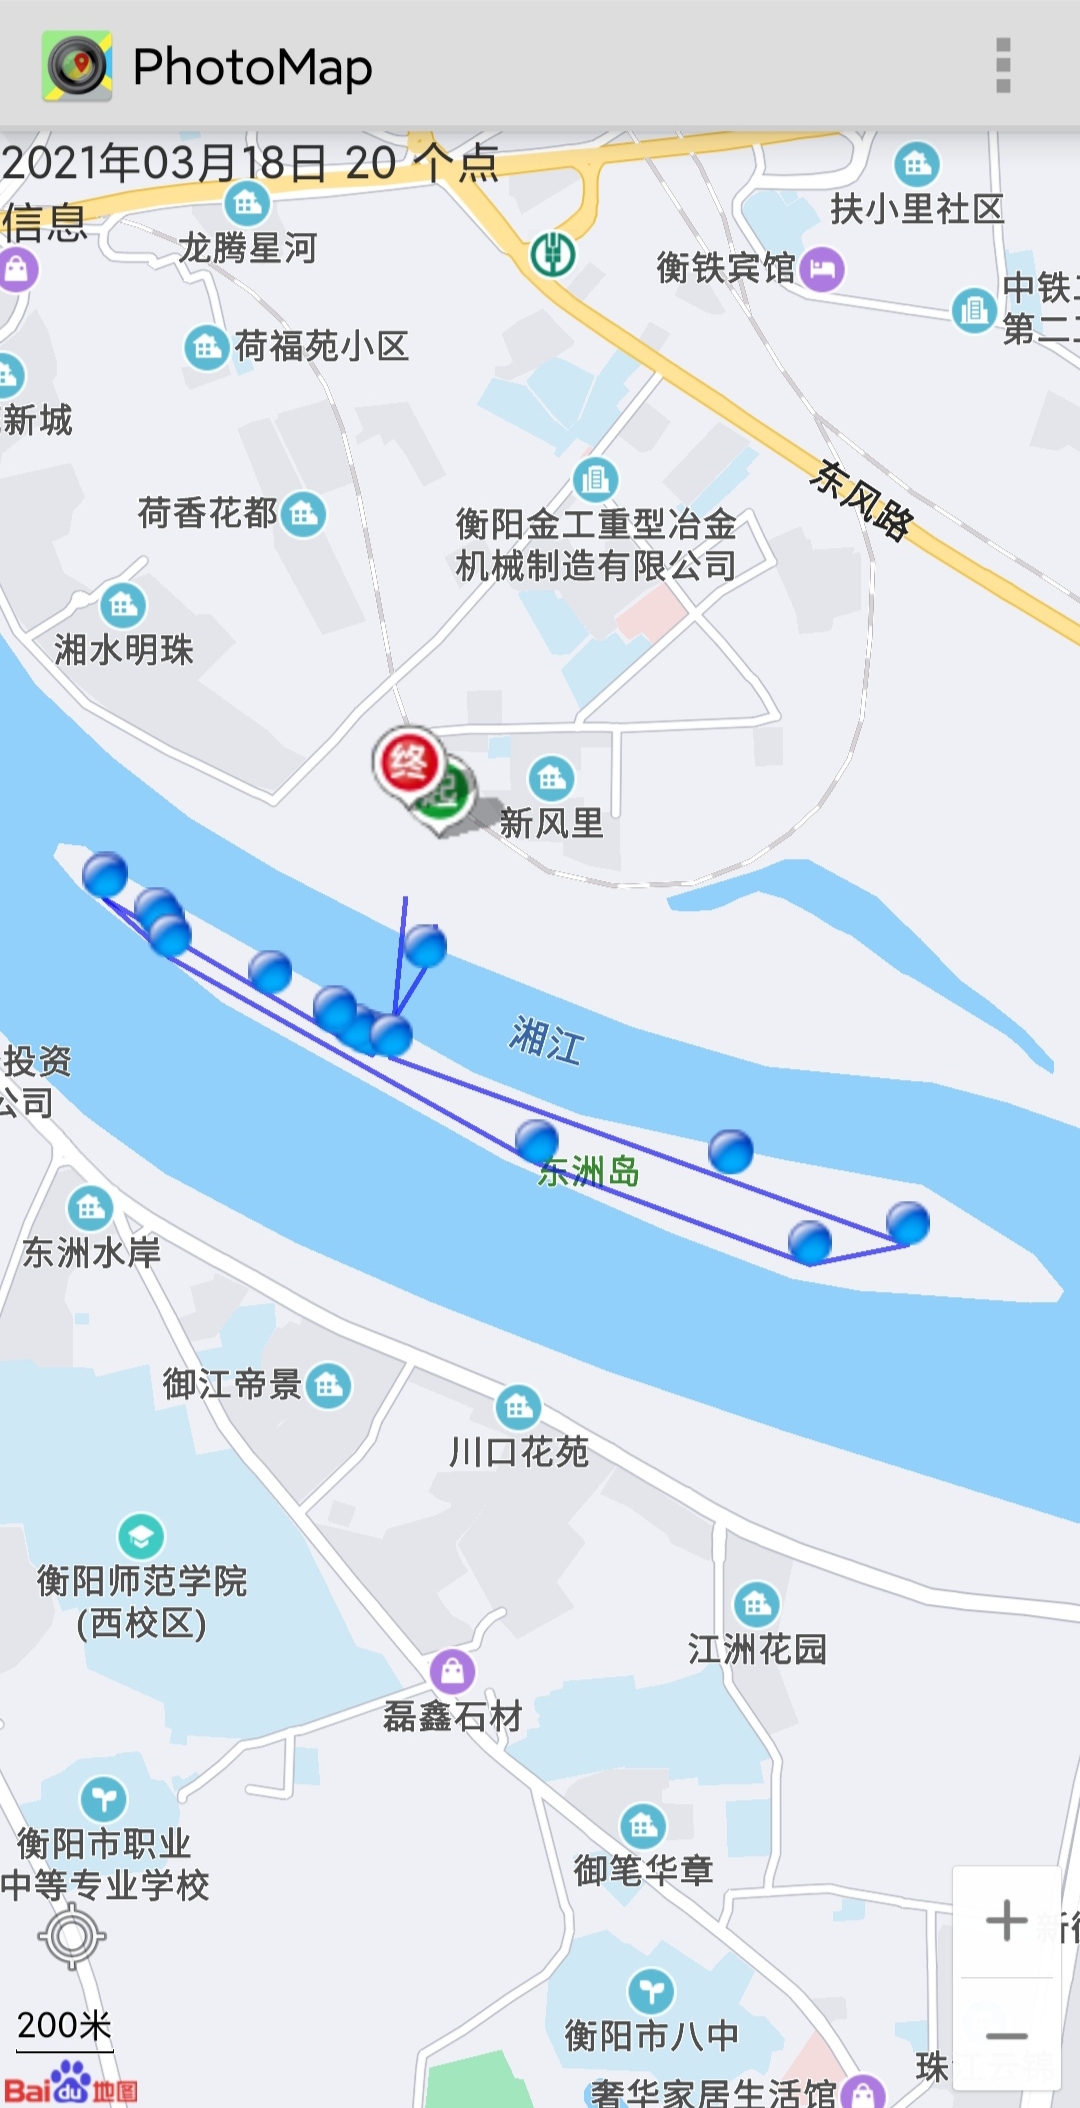 PhotoMap
2021年03月18日 20 个点
信息
扶小里社区
龙腾星河
衡铁宾馆
中铁
第二
荷福苑小区
新城
东风路
荷香花都
衡阳金工重型冶金
机械制造有限公司
湘水明珠
终
起
新风里
湘江
投资
公司
东洲岛
东洲水岸
御江帝景
川口花苑
衡阳师范学院
(西校区)
江洲花园
磊鑫石材
衡阳市职业
中等专业学校
御笔华章
+
新
衡阳市八中
200米
−
珠江云锦
Bai du 地图
奢华家居生活馆